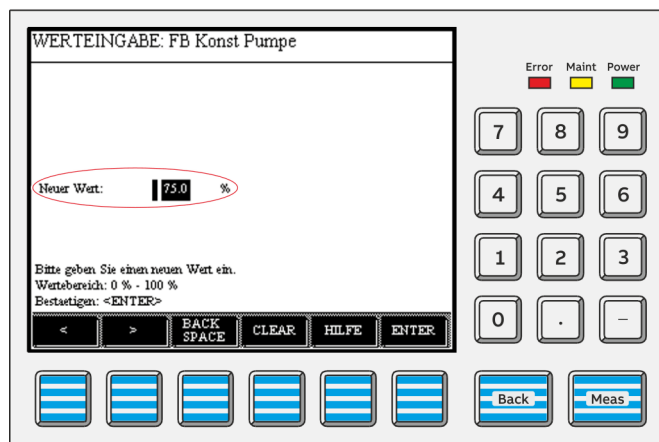 WERTEINGABE: FB Konst Pumpe
Error Maint Power
7 8 9
Neuer Wert: 75.0 %
4 5 6
1 2 3
Bitte geben Sie einen neuen Wert ein.
Wertebereich: 0 % - 100 %
Bestaetigen: <ENTER>
0 . –
< > BACK SPACE CLEAR HILFE ENTER
Back Meas